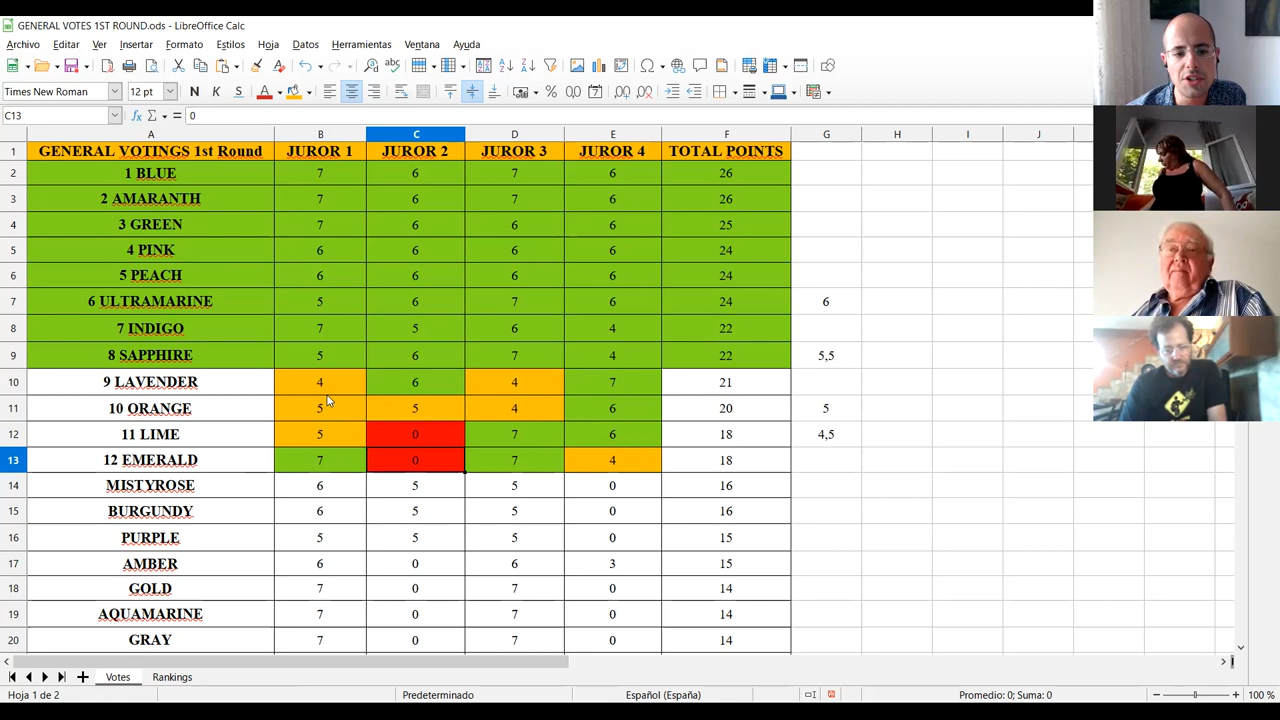 GENERAL VOTES 1ST ROUND.ods - LibreOffice Calc
Archivo Editar Ver Insertar Formato Estilos Hoja Datos Herramientas Ventana Ayuda
Times New Roman 12 pt N K S
C13 0
A B C D E F G H I J
1 GENERAL VOTINGS 1st Round JUROR 1 JUROR 2 JUROR 3 JUROR 4 TOTAL POINTS
2 1 BLUE 7 6 7 6 26
3 2 AMARANTH 7 6 7 6 26
4 3 GREEN 7 6 6 6 25
5 4 PINK 6 6 6 6 24
6 5 PEACH 6 6 6 6 24
7 6 ULTRAMARINE 5 6 7 6 24 6
8 7 INDIGO 7 5 6 4 22
9 8 SAPPHIRE 5 6 7 4 22 5,5
10 9 LAVENDER 4 6 4 7 21
11 10 ORANGE 5 5 4 6 20 5
12 11 LIME 5 0 7 6 18 4,5
13 12 EMERALD 7 0 7 4 18
14 MISTYROSE 6 5 5 0 16
15 BURGUNDY 6 5 5 0 16
16 PURPLE 5 5 5 0 15
17 AMBER 6 0 6 3 15
18 GOLD 7 0 7 0 14
19 AQUAMARINE 7 0 7 0 14
20 GRAY 7 0 7 0 14
Votes Rankings
Hoja 1 de 2 Predeterminado Español (España) Promedio: 0; Suma: 0 100 %